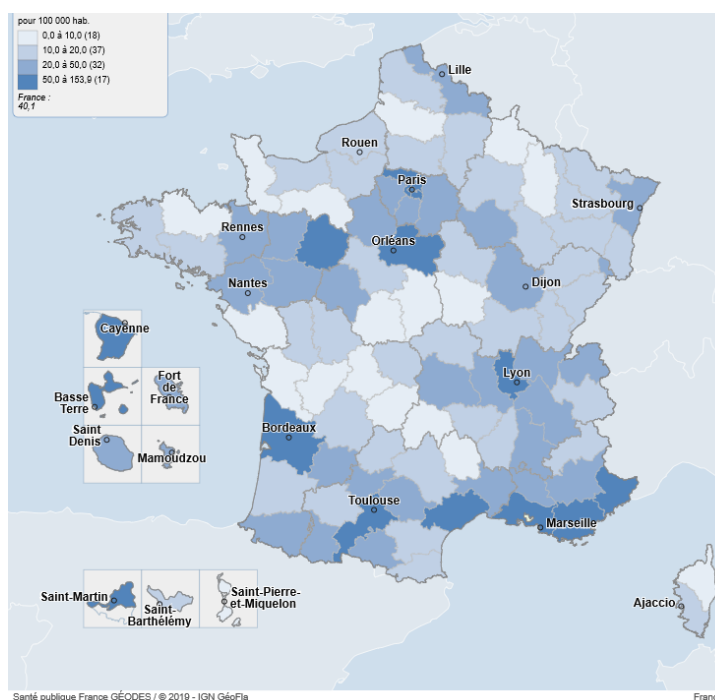 pour 100 000 hab.
0,0 à 10,0 (18)
10,0 à 20,0 (37)
20,0 à 50,0 (32)
50,0 à 153,9 (17)
France :
40,1
Lille
Rouen
Paris
Strasbourg
Rennes
Orléans
Nantes
Dijon
Cayenne
Lyon
Basse
Terre
Fort
de
France
Saint
Denis
Mamoudzou
Bordeaux
Toulouse
Marseille
Saint-Martin
Saint-
Barthélémy
Saint-Pierre-
et-Miquelon
Ajaccio
Santé publique France GÉODES / © 2019 - IGN GéoFla
Franc